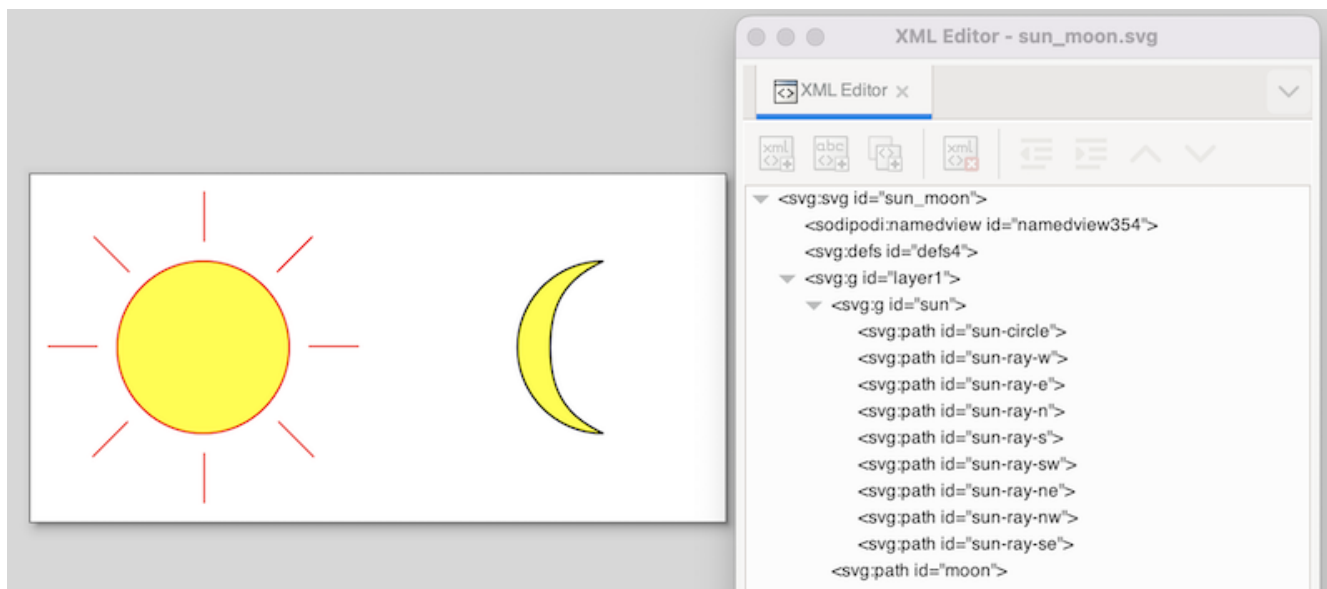 XML Editor - sun_moon.svg
XML Editor
xml
abc
xml
<svg:svg id="sun_moon">
<sodipodi:namedview id="namedview354">
<svg:defs id="defs4">
<svg:g id="layer1">
<svg:g id="sun">
<svg:path id="sun-circle">
<svg:path id="sun-ray-w">
<svg:path id="sun-ray-e">
<svg:path id="sun-ray-n">
<svg:path id="sun-ray-s">
<svg:path id="sun-ray-sw">
<svg:path id="sun-ray-ne">
<svg:path id="sun-ray-nw">
<svg:path id="sun-ray-se">
<svg:path id="moon">